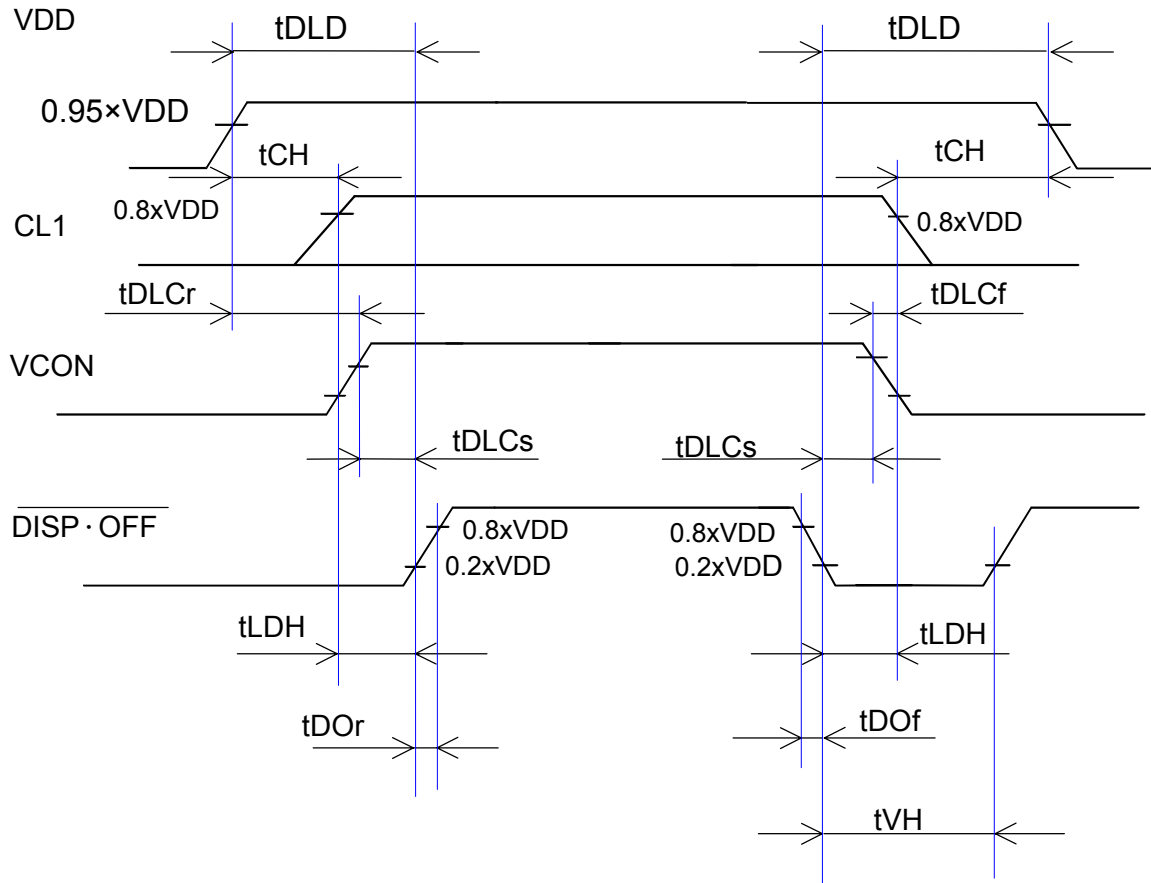 VDD
tDLD
tDLD
0.95×VDD
tCH
tCH
0.8xVDD
0.8xVDD
CL1
tDLCr
tDLCf
VCON
tDLCs
tDLCs
DISP・OFF
0.8xVDD
0.8xVDD
0.2xVDD
0.2xVDD
tLDH
tLDH
tDOr
tDOf
tVH